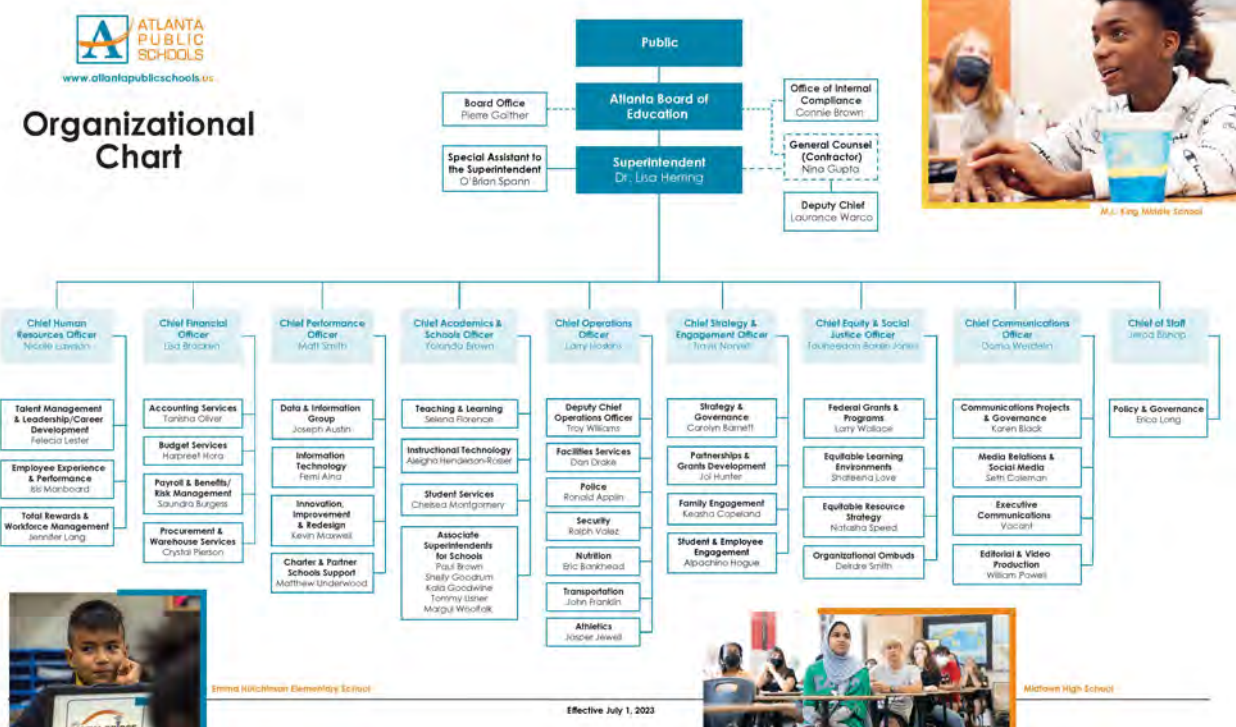 ATLANTA
PUBLIC
SCHOOLS
www.atlantapublicschools.us
Organizational
Chart
Public
Atlanta Board of
Education
Superintendent
Dr. Lisa Herring
Board Office
Pierre Gaither
Special Assistant to
the Superintendent
O'Brian Spann
Office of Internal
Compliance
Connie Brown
General Counsel
(Contractor)
Nina Gupta
Deputy Chief
Laurance Warco
M.L. King Middle School
Chief Human
Resources Officer
Nicole Lawson
Talent Management
& Leadership/Career
Development
Felecia Lester
Employee Experience
& Performance
Isis Manboard
Total Rewards &
Workforce Management
Jennifer Lang
Chief Financial
Officer
Lisa Bracken
Accounting Services
Tanisha Oliver
Budget Services
Harpreet Hora
Payroll & Benefits/
Risk Management
Saundra Burgess
Procurement &
Warehouse Services
Crystal Pierson
Chief Performance
Officer
Matt Smith
Data & Information
Group
Joseph Austin
Information
Technology
Femi Aina
Innovation,
Improvement
& Redesign
Kevin Maxwell
Charter & Partner
Schools Support
Matthew Underwood
Chief Academics &
Schools Officer
Yolonda Brown
Teaching & Learning
Selena Florence
Instructional Technology
Aleigha Henderson-Rosser
Student Services
Chelsea Montgomery
Associate
Superintendents
for Schools
Paul Brown
Shelly Goodrum
Kala Goodwine
Tommy Usher
Margul Woolfolk
Chief Operations
Officer
Larry Hoskins
Deputy Chief
Operations Officer
Troy Williams
Facilities Services
Dan Drake
Police
Ronald Applin
Security
Ralph Valez
Nutrition
Eric Bankhead
Transportation
John Franklin
Athletics
Jasper Jewell
Chief Strategy &
Engagement Officer
Travis Norvell
Strategy &
Governance
Carolyn Barnett
Partnerships &
Grants Development
Joi Hunter
Family Engagement
Keasha Copeland
Student & Employee
Engagement
Alpachino Hogue
Chief Equity & Social
Justice Officer
Federal Grants &
Programs
Larry Wallace
Equitable Learning
Environments
Shateena Love
Equitable Resource
Strategy
Natasha Speed
Organizational Ombuds
Deirdre Smith
Chief Communications
Officer
Communications Projects
& Governance
Karen Black
Media Relations &
Social Media
Seth Coleman
Executive
Communications
Vacant
Editorial & Video
Production
William Powell
Chief of Staff
Jerod Bishop
Policy & Governance
Erica Long
Emma Hutchinson Elementary School
Midtown High School
Effective July 1, 2023